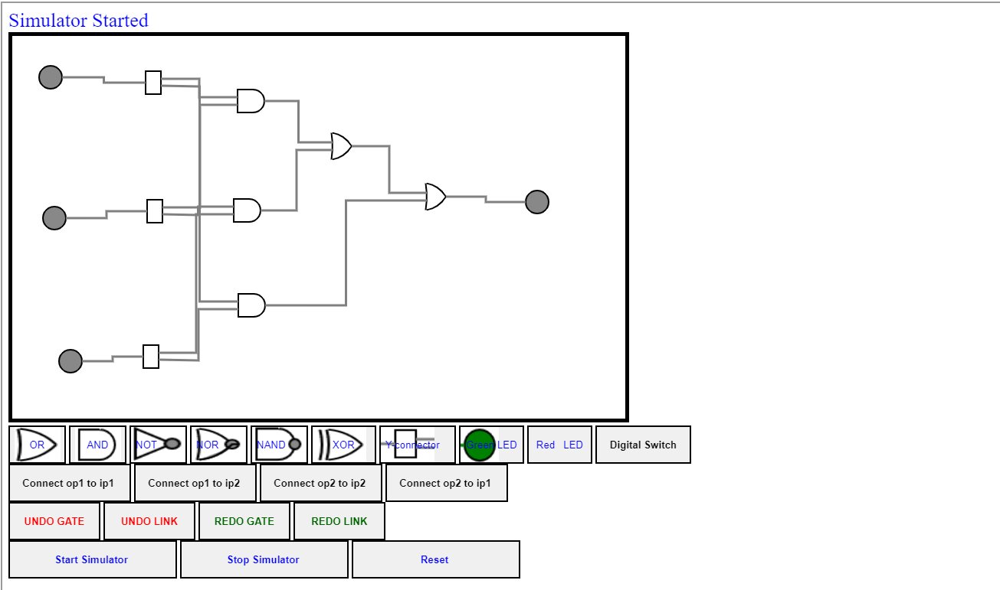 Simulator Started
OR AND NOT NOR NAND XOR Y-connector Green LED Red LED Digital Switch
Connect op1 to ip1 Connect op1 to ip2 Connect op2 to ip2 Connect op2 to ip1
UNDO GATE UNDO LINK REDO GATE REDO LINK
Start Simulator Stop Simulator Reset